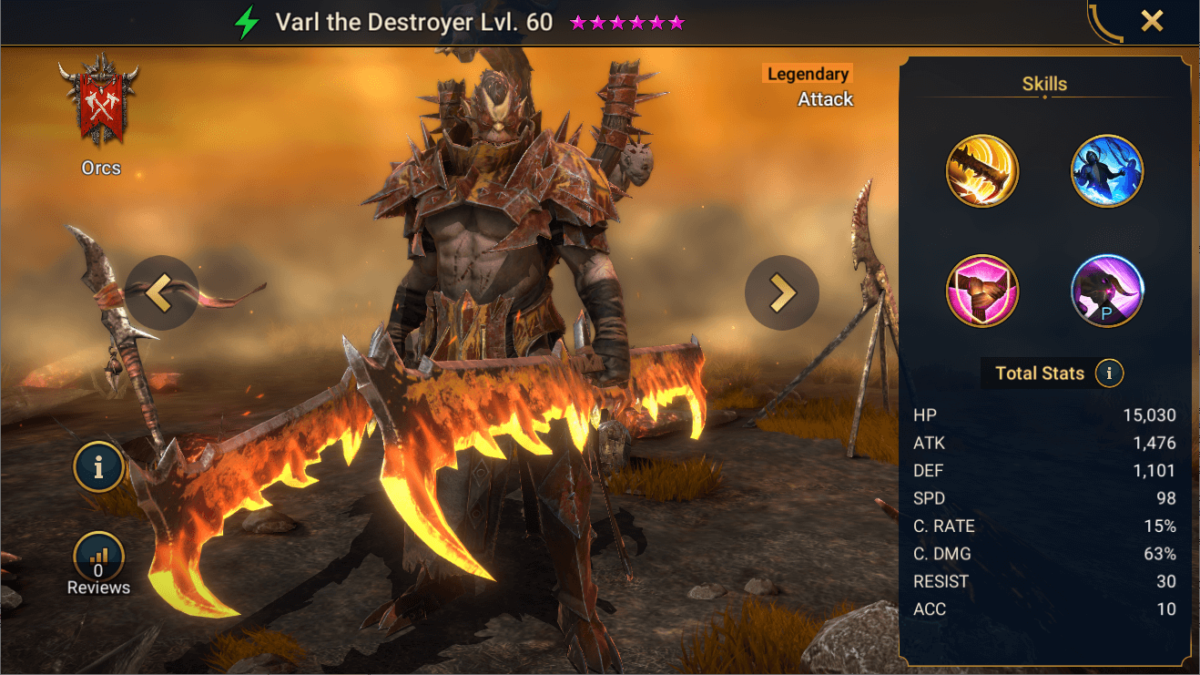 Varl the Destroyer Lvl. 60
Orcs
Legendary
Attack
0
Reviews
Skills
P
Total Stats
HP 15,030
ATK 1,476
DEF 1,101
SPD 98
C. RATE 15%
C. DMG 63%
RESIST 30
ACC 10